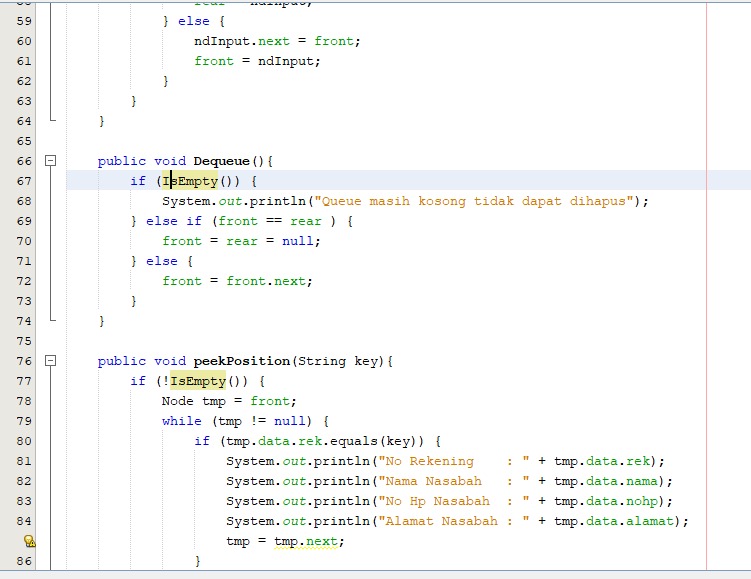 59 } else {
60 ndInput.next = front;
61 front = ndInput;
62 }
63 }
64 }
65
66 public void Dequeue(){
67 if (IsEmpty()) {
68 System.out.println("Queue masih kosong tidak dapat dihapus");
69 } else if (front == rear ) {
70 front = rear = null;
71 } else {
72 front = front.next;
73 }
74 }
75
76 public void peekPosition(String key){
77 if (!IsEmpty()) {
78 Node tmp = front;
79 while (tmp != null) {
80 if (tmp.data.rek.equals(key)) {
81 System.out.println("No Rekening    : " + tmp.data.rek);
82 System.out.println("Nama Nasabah   : " + tmp.data.nama);
83 System.out.println("No Hp Nasabah  : " + tmp.data.nohp);
84 System.out.println("Alamat Nasabah : " + tmp.data.alamat);
tmp = tmp.next;
86 }